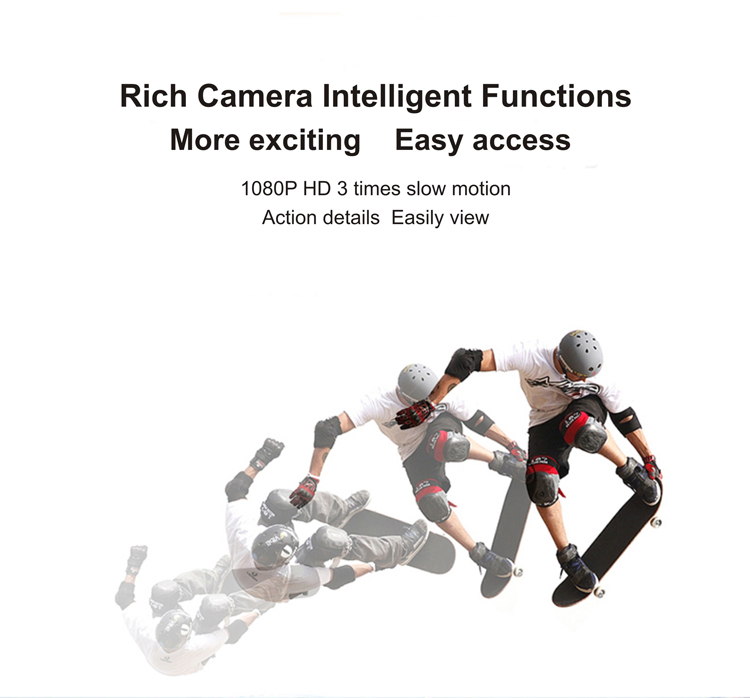 Rich Camera Intelligent Functions
More exciting Easy access
1080P HD 3 times slow motion
Action details Easily view